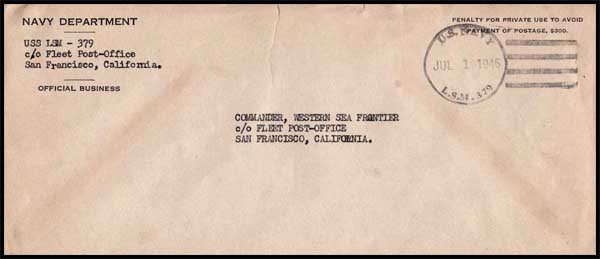 NAVY DEPARTMENT
USS LSM - 379
c/o Fleet Post-Office
San Francisco, California.
OFFICIAL BUSINESS
PENALTY FOR PRIVATE USE TO AVOID
PAYMENT OF POSTAGE, $300.
U.S. NAVY
JUL 1 1946
L.S.M. 379
COMMANDER, WESTERN SEA FRONTIER
c/o FLEET POST-OFFICE
SAN FRANCISCO, CALIFORNIA.